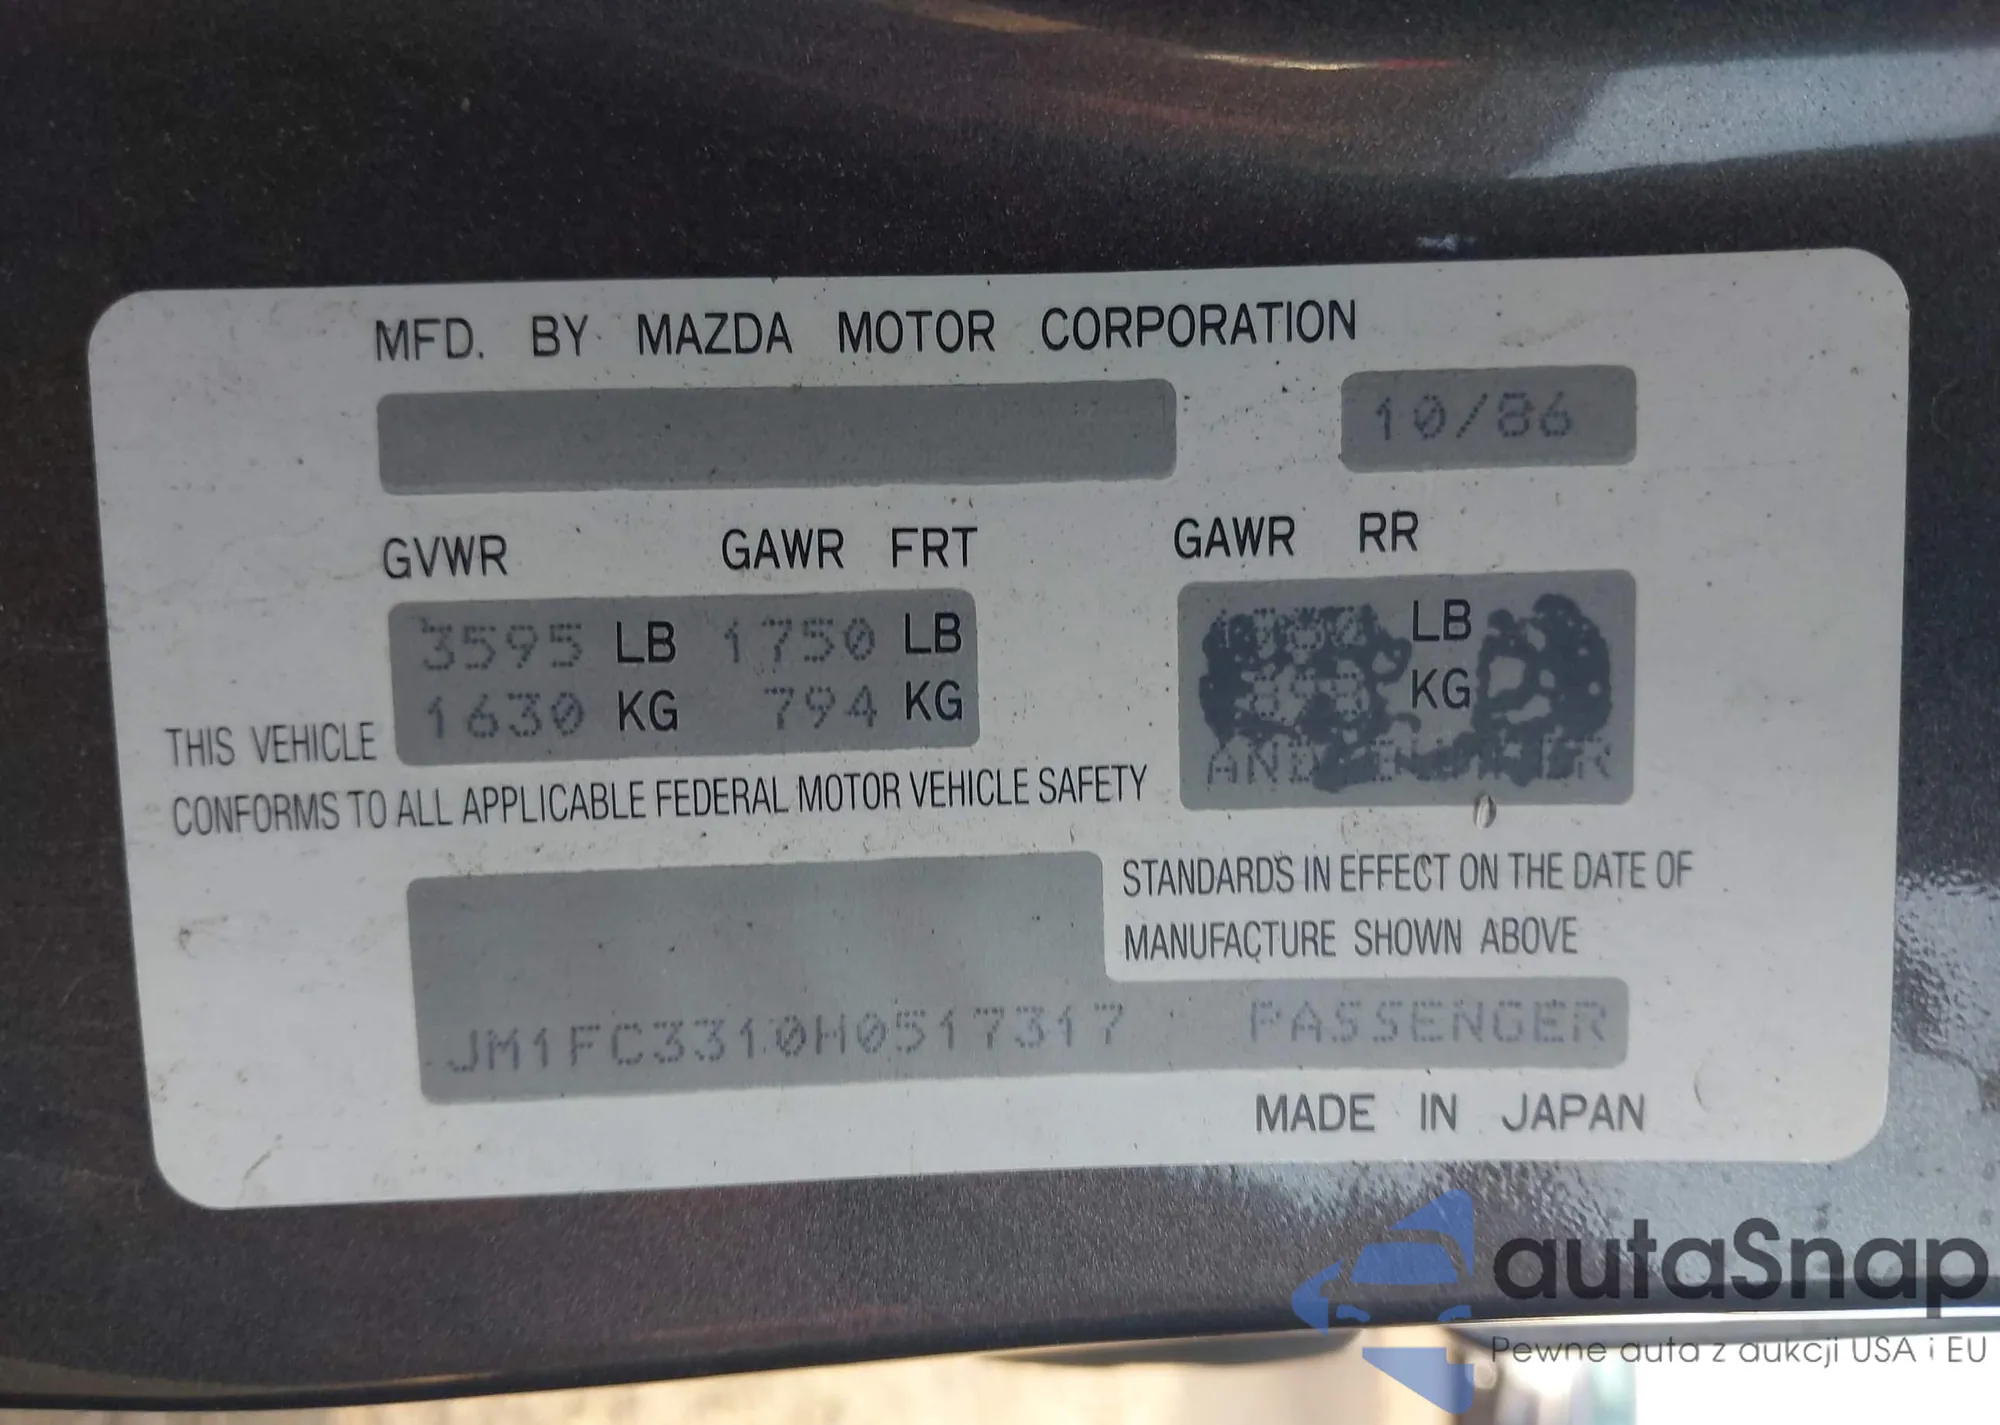 MFD. BY MAZDA MOTOR CORPORATION
10/86
GVWR GAWR FRT GAWR RR
3595 LB 1750 LB LB
1630 KG 794 KG KG
THIS VEHICLE
CONFORMS TO ALL APPLICABLE FEDERAL MOTOR VEHICLE SAFETY
STANDARDS IN EFFECT ON THE DATE OF
MANUFACTURE SHOWN ABOVE
JM1FC3310H0517317 PASSENGER
MADE IN JAPAN
autaSnap
Pewne auta z aukcji USA i EU